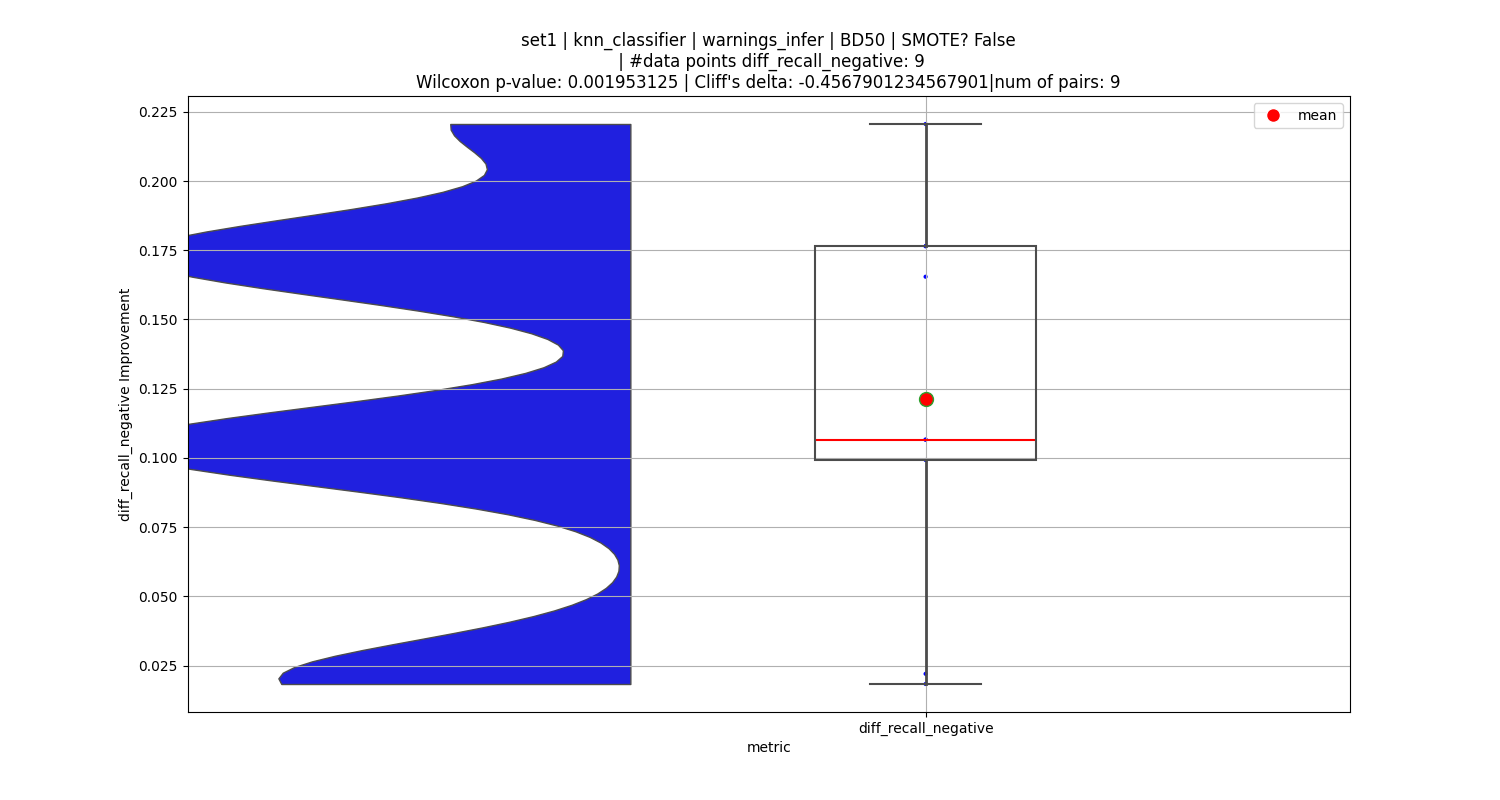 set1 | knn_classifier | warnings_infer | BD50 | SMOTE? False
| #data points diff_recall_negative: 9
Wilcoxon p-value: 0.001953125 | Cliff's delta: -0.4567901234567901|num of pairs: 9
mean
0.225
0.200
0.175
0.150
0.125
0.100
0.075
0.050
0.025
diff_recall_negative Improvement
diff_recall_negative
metric